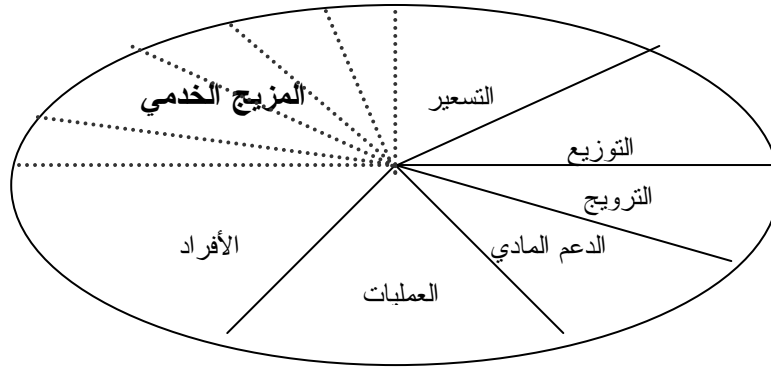 المزيج الخدمي
التسعير
التوزيع
الترويج
الدعم المادي
الأفراد
العمليات